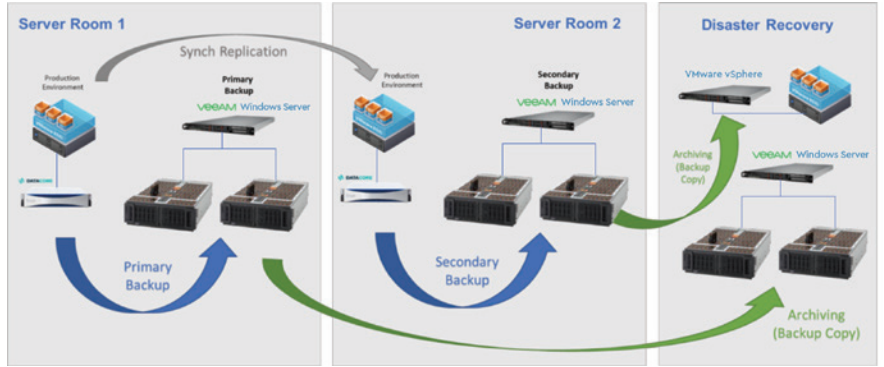 Server Room 1
Server Room 2
Disaster Recovery
Synch Replication
Production
Environment
Primary
Backup
veeAM Windows Server
DATACORE
Primary
Backup
Production
Environment
Secondary
Backup
veeAM Windows Server
DATACORE
Secondary
Backup
VMware vSphere
Archiving
(Backup
Copy)
veeAM Windows Server
Archiving
(Backup Copy)